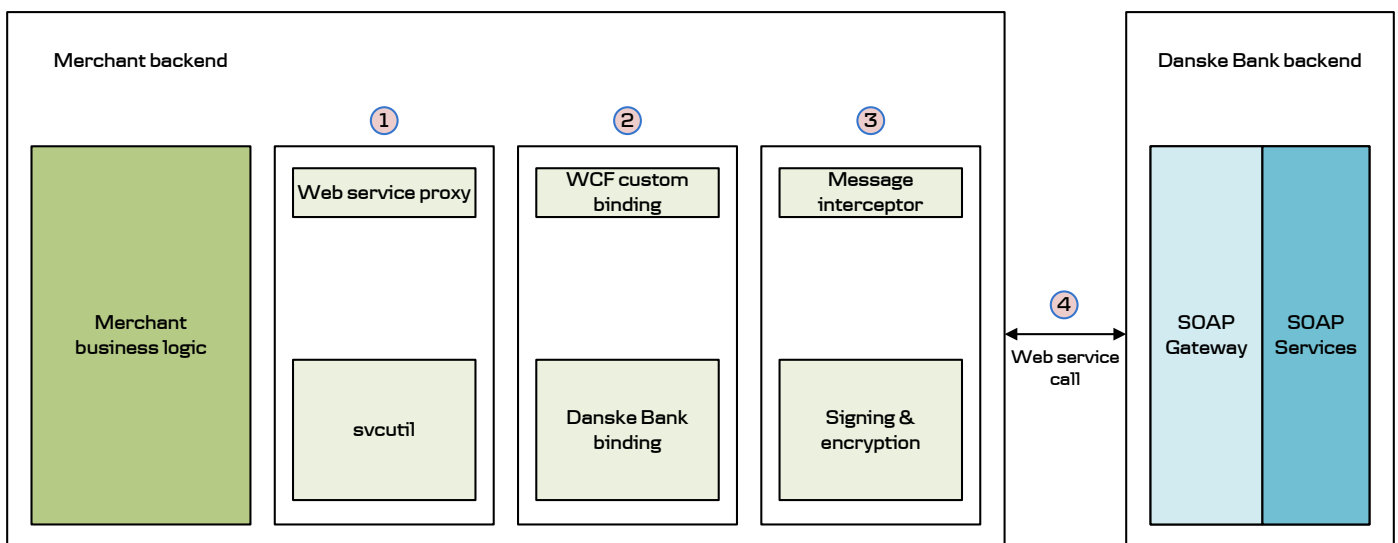 Merchant backend
Danske Bank backend
1
2
3
Web service proxy
WCF custom
binding
Message
interceptor
Merchant
business logic
svcutil
Danske Bank
binding
Signing &
encryption
4
Web service
call
SOAP
Gateway
SOAP
Services